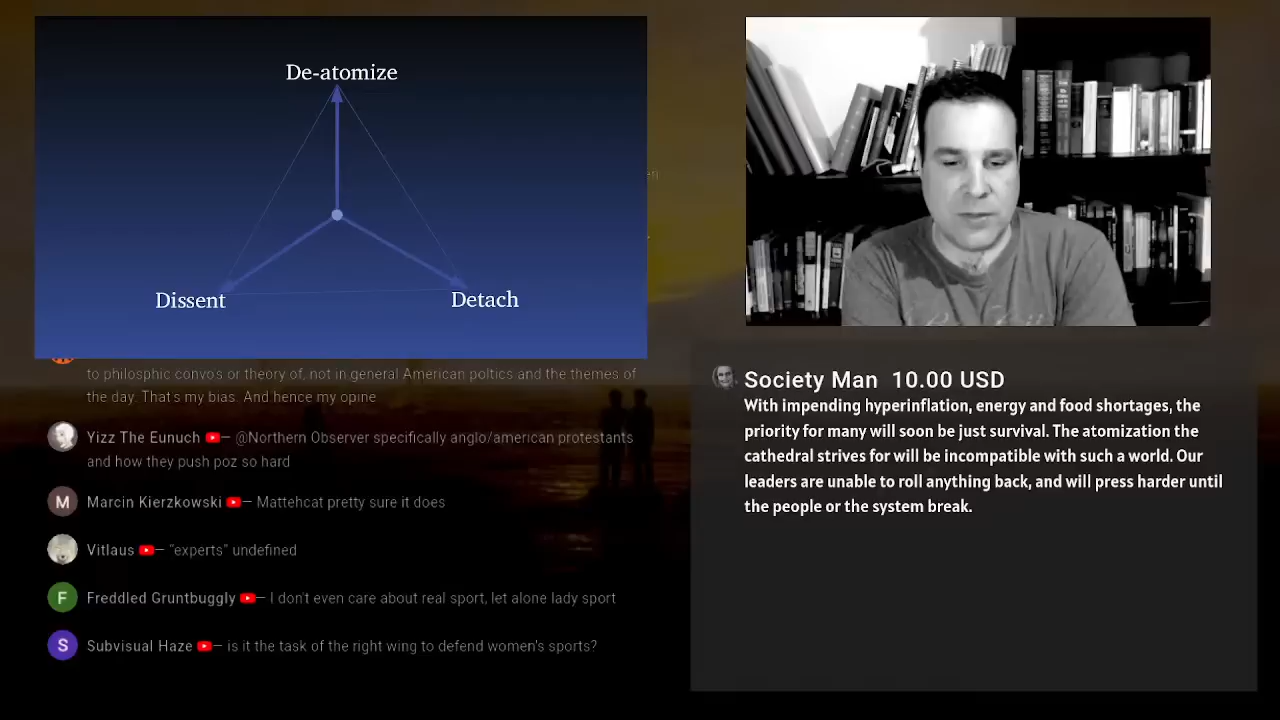 De-atomize
Dissent
Detach
to philosphic convos or theory of, not in general American poltics and the themes of
the day. That's my bias. And hence my opine
Yizz The Eunuch — @Northern Observer specifically anglo/american protestants
and how they push poz so hard
M
Marcin Kierzkowski — Mattehcat pretty sure it does
Vitlaus — "experts" undefined
F
Freddled Gruntbuggly — I don't even care about real sport, let alone lady sport
S
Subvisual Haze — is it the task of the right wing to defend women's sports?
Society Man 10.00 USD
With impending hyperinflation, energy and food shortages, the
priority for many will soon be just survival. The atomization the
cathedral strives for will be incompatible with such a world. Our
leaders are unable to roll anything back, and will press harder until
the people or the system break.